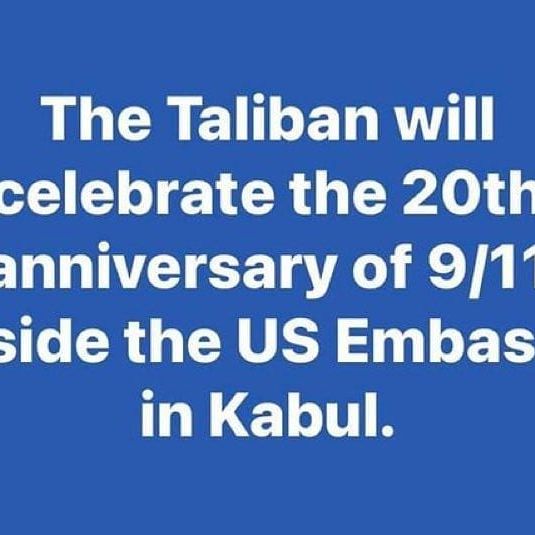 The Taliban will
celebrate the 20th
anniversary of 9/11
side the US Embas
in Kabul.